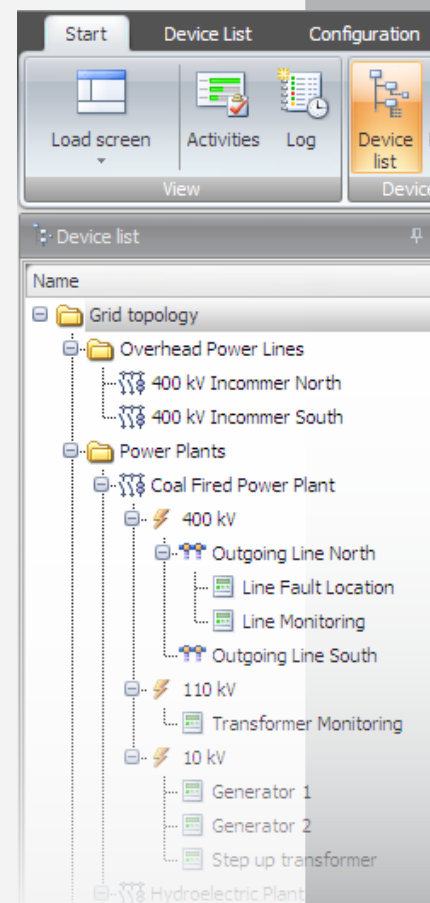 Start Device List Configuration
Load screen Activities Log Device list
View Device
Device list
Name
Grid topology
Overhead Power Lines
400 kV Incommer North
400 kV Incommer South
Power Plants
Coal Fired Power Plant
400 kV
Outgoing Line North
Line Fault Location
Line Monitoring
Outgoing Line South
110 kV
Transformer Monitoring
10 kV
Generator 1
Generator 2
Step up transformer
Hydroelectric Plant